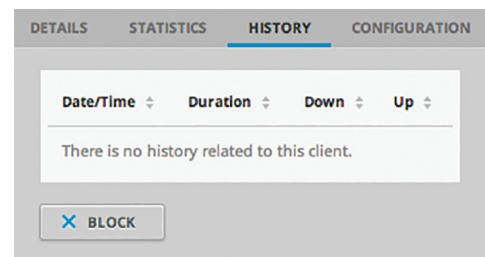 DETAILS STATISTICS HISTORY CONFIGURATION
Date/Time Duration Down Up
There is no history related to this client.
BLOCK